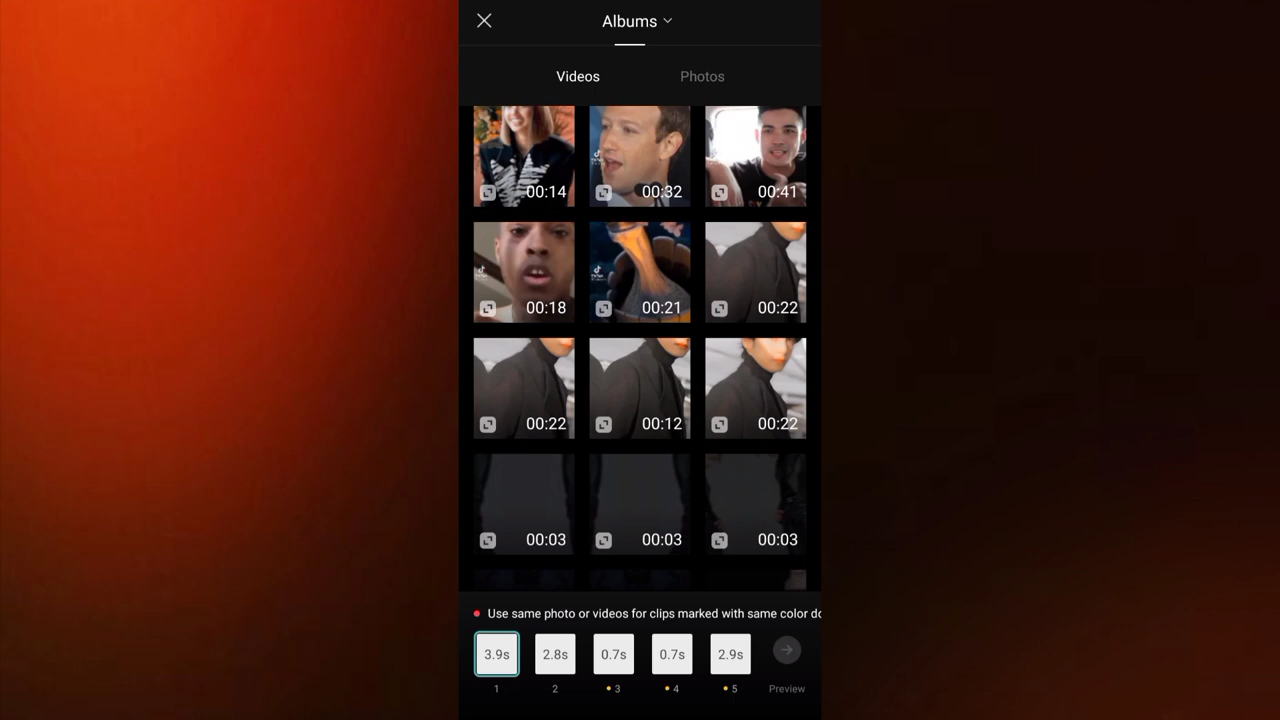 Albums
Videos Photos
00:14 00:32 00:41
00:18 00:21 00:22
00:22 00:12 00:22
00:03 00:03 00:03
Use same photo or videos for clips marked with same color do
3.9s 2.8s 0.7s 0.7s 2.9s
1 2 3 4 5 Preview